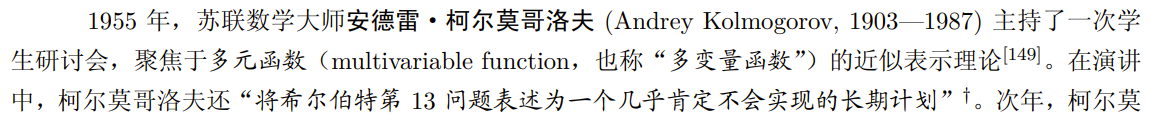 1955 年，苏联数学大师安德雷·柯尔莫哥洛夫 (Andrey Kolmogorov, 1903—1987) 主持了一次学
生研讨会，聚焦于多元函数（multivariable function，也称“多变量函数”）的近似表示理论[149]。在演讲
中，柯尔莫哥洛夫还“将希尔伯特第 13 问题表述为一个几乎肯定不会实现的长期计划”†。次年，柯尔莫